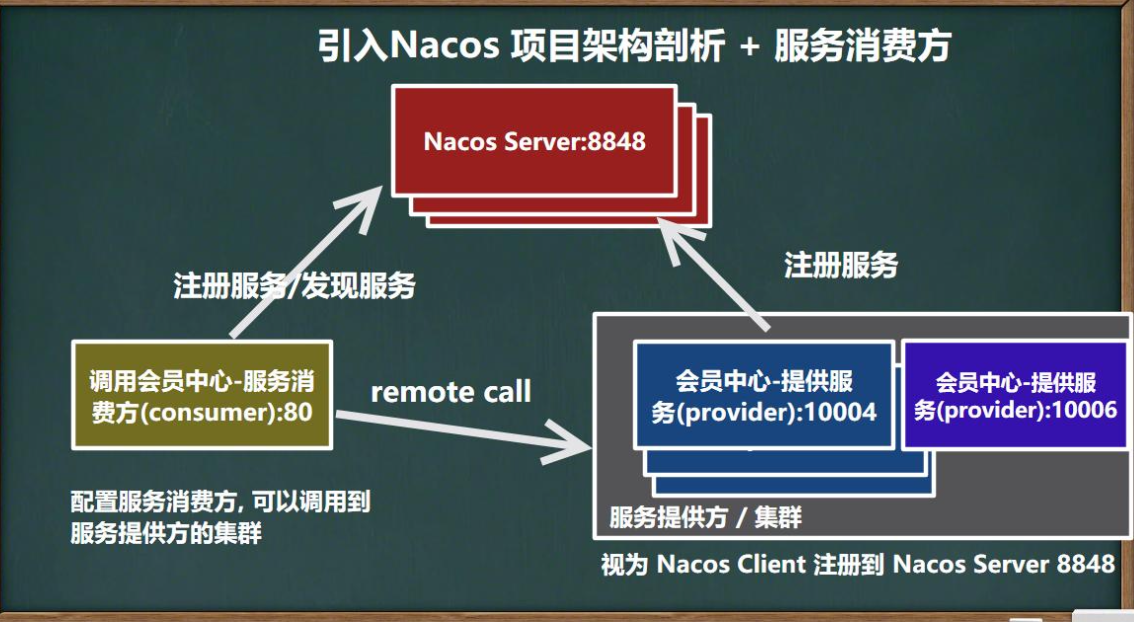 引入Nacos 项目架构剖析 + 服务消费方
Nacos Server:8848
注册服务/发现服务
注册服务
调用会员中心-服务消
费方(consumer):80
remote call
会员中心-提供服
务(provider):10004
会员中心-提供服
务(provider):10006
配置服务消费方, 可以调用到
服务提供方的集群
服务提供方 / 集群
视为 Nacos Client 注册到 Nacos Server 8848